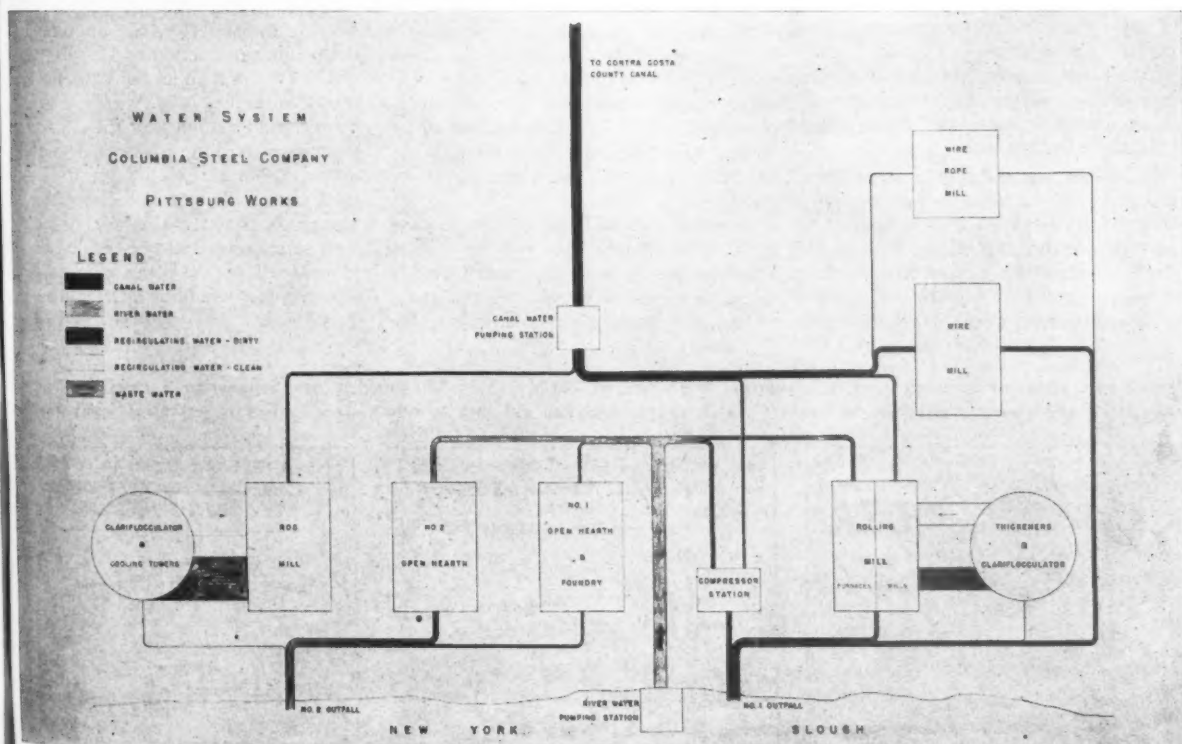 TO CONTRA COSTA
COUNTY CANAL
WATER SYSTEM
COLUMBIA STEEL COMPANY
PITTSBURG WORKS
LEGEND
CANAL WATER
RIVER WATER
RECIRCULATING WATER - DIRTY
RECIRCULATING WATER - CLEAN
WASTE WATER
WIRE
ROPE
MILL
CANAL WATER
PUMPING STATION
WIRE
MILL
CLARIFLOCCULATOR
&
COOLING TOWERS
ROD
MILL
NO. 2
OPEN HEARTH
NO. 1
OPEN HEARTH
&
FOUNDRY
COMPRESSOR
STATION
ROLLING
MILL
FURNACES MILLS
THICKENERS
&
CLARIFLOCCULATOR
NO. 2 OUTFALL
RIVER WATER
PUMPING STATION
NO. 1 OUTFALL
NEW YORK SLOUGH